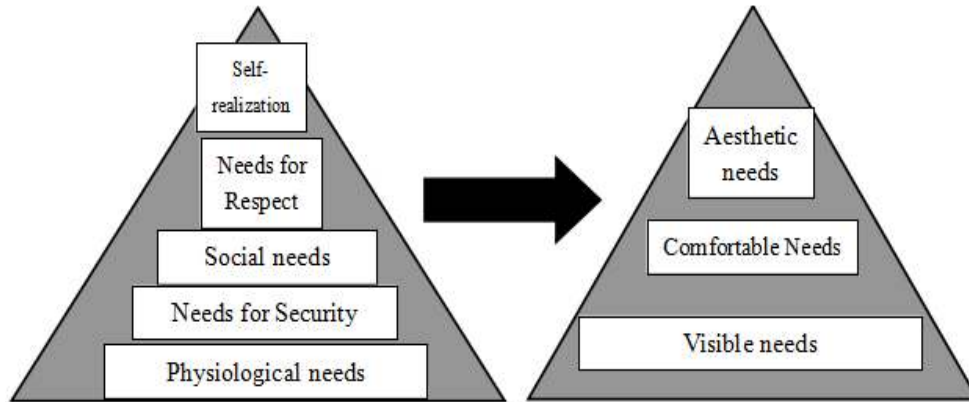 Self-
realization
Needs for
Respect
Social needs
Needs for Security
Physiological needs
Aesthetic
needs
Comfortable Needs
Visible needs